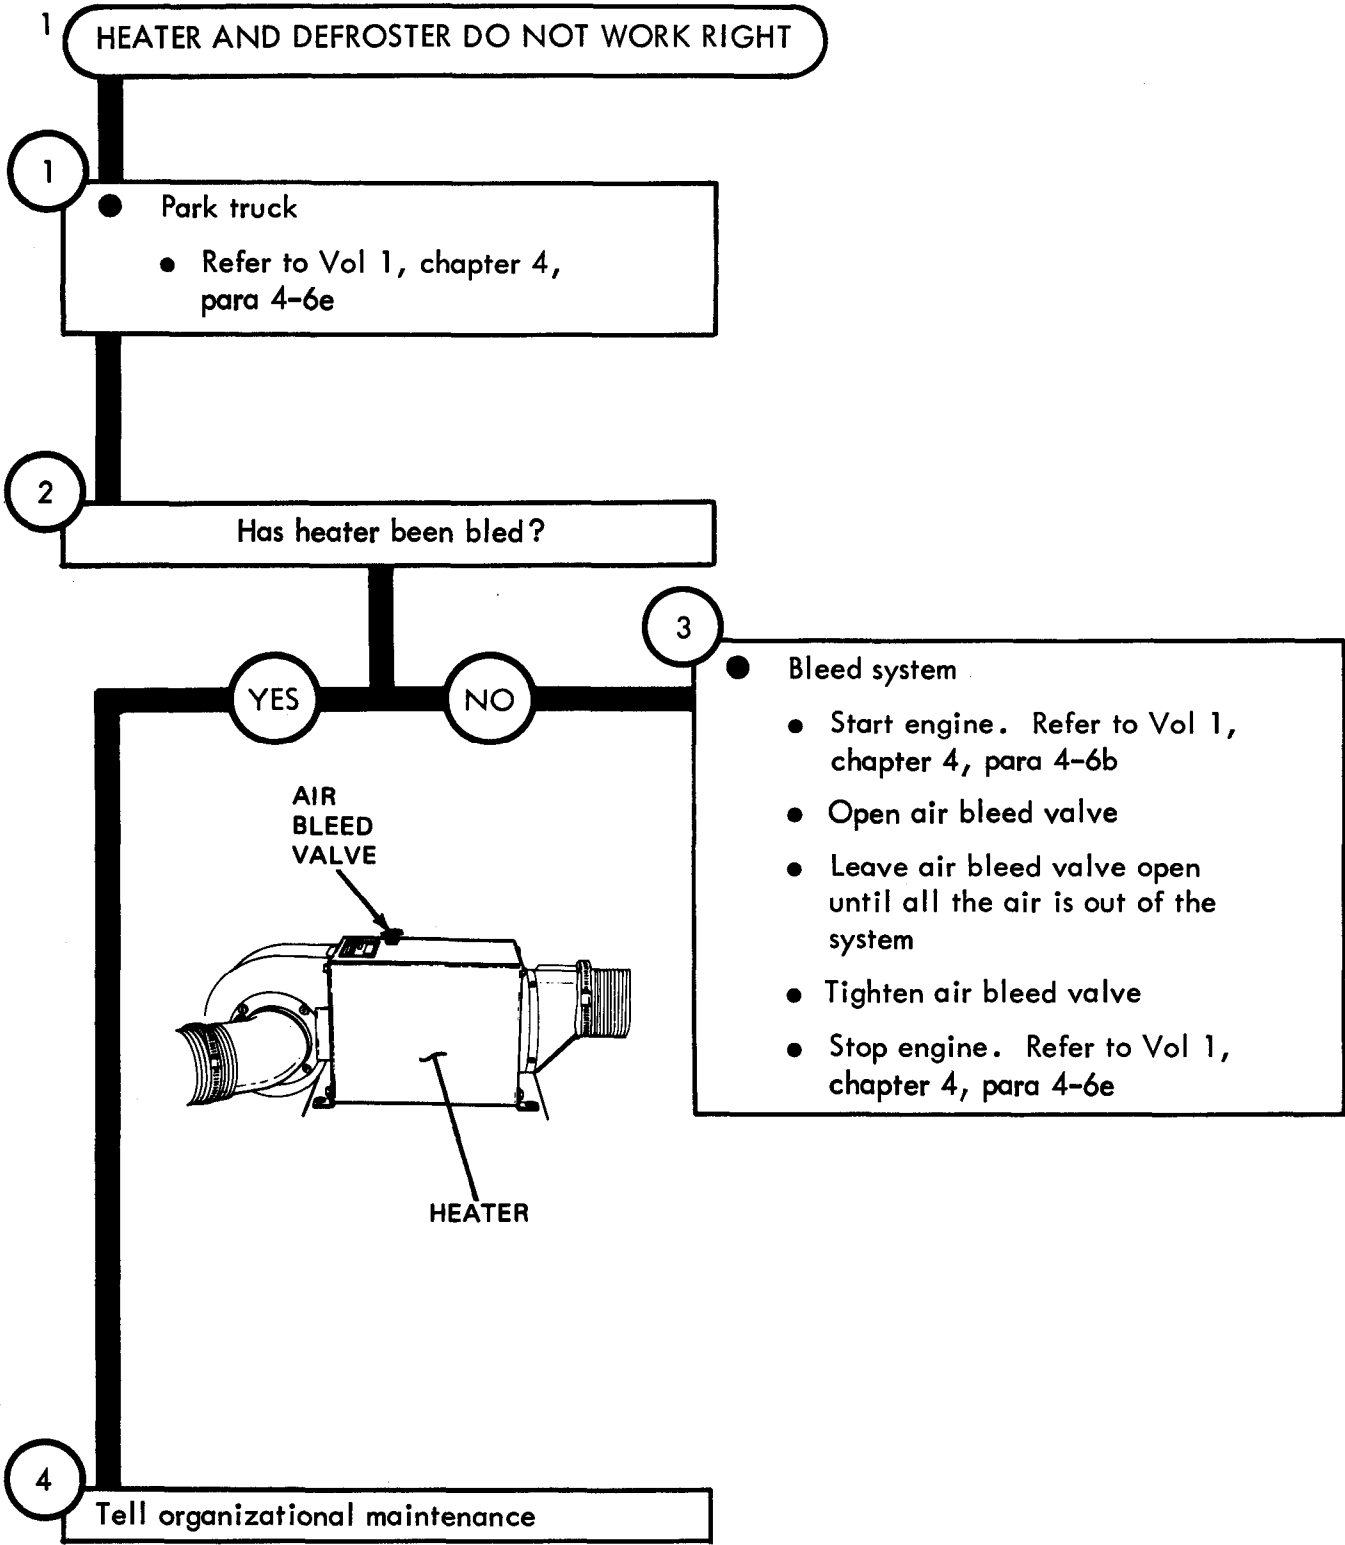 1
HEATER AND DEFROSTER DO NOT WORK RIGHT
1
● Park truck
● Refer to Vol 1, chapter 4,
para 4-6e
2
Has heater been bled?
YES
NO
3
● Bleed system
● Start engine. Refer to Vol 1,
chapter 4, para 4-6b
● Open air bleed valve
● Leave air bleed valve open
until all the air is out of the
system
● Tighten air bleed valve
● Stop engine. Refer to Vol 1,
chapter 4, para 4-6e
AIR
BLEED
VALVE
HEATER
4
Tell organizational maintenance